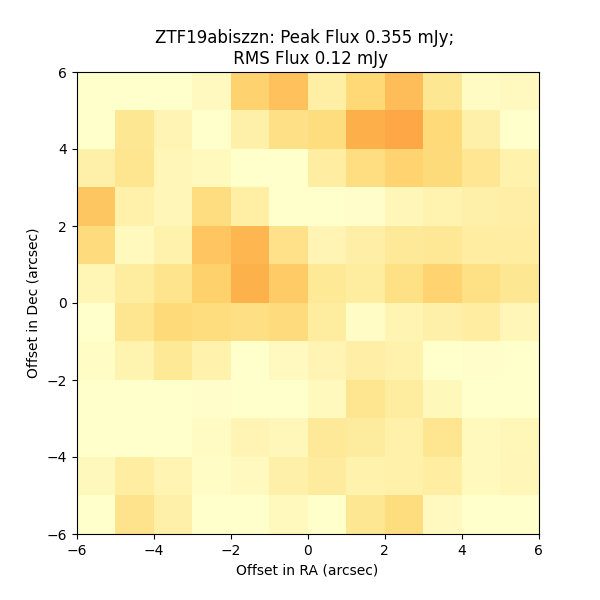 ZTF19abiszzn: Peak Flux 0.355 mJy;
RMS Flux 0.12 mJy
6
4
2
0
−2
−4
−6
Offset in Dec (arcsec)
−6 −4 −2 0 2 4 6
Offset in RA (arcsec)